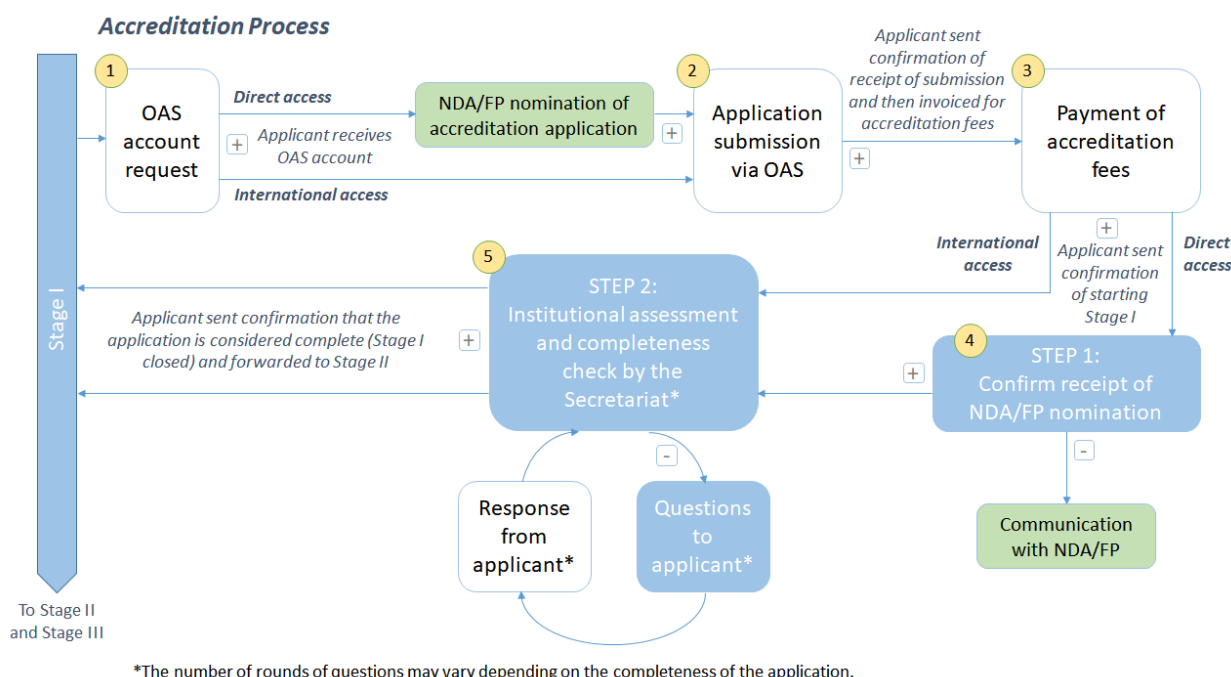 Accreditation Process
1
OAS
account
request
Direct access
+
Applicant receives
OAS account
International access
NDA/FP nomination of
accreditation application
+
2
Application
submission
via OAS
Applicant sent
confirmation of
receipt of submission
and then invoiced for
accreditation fees
+
3
Payment of
accreditation
fees
International
access
+
Applicant sent
confirmation
of starting
Stage I
Direct
access
4
STEP 1:
Confirm receipt of
NDA/FP nomination
+
-
Communication
with NDA/FP
5
STEP 2:
Institutional assessment
and completeness
check by the
Secretariat*
+
Applicant sent confirmation that the
application is considered complete (Stage I
closed) and forwarded to Stage II
-
Questions
to
applicant*
Response
from
applicant*
Stage I
To Stage II
and Stage III
*The number of rounds of questions may vary depending on the completeness of the application.